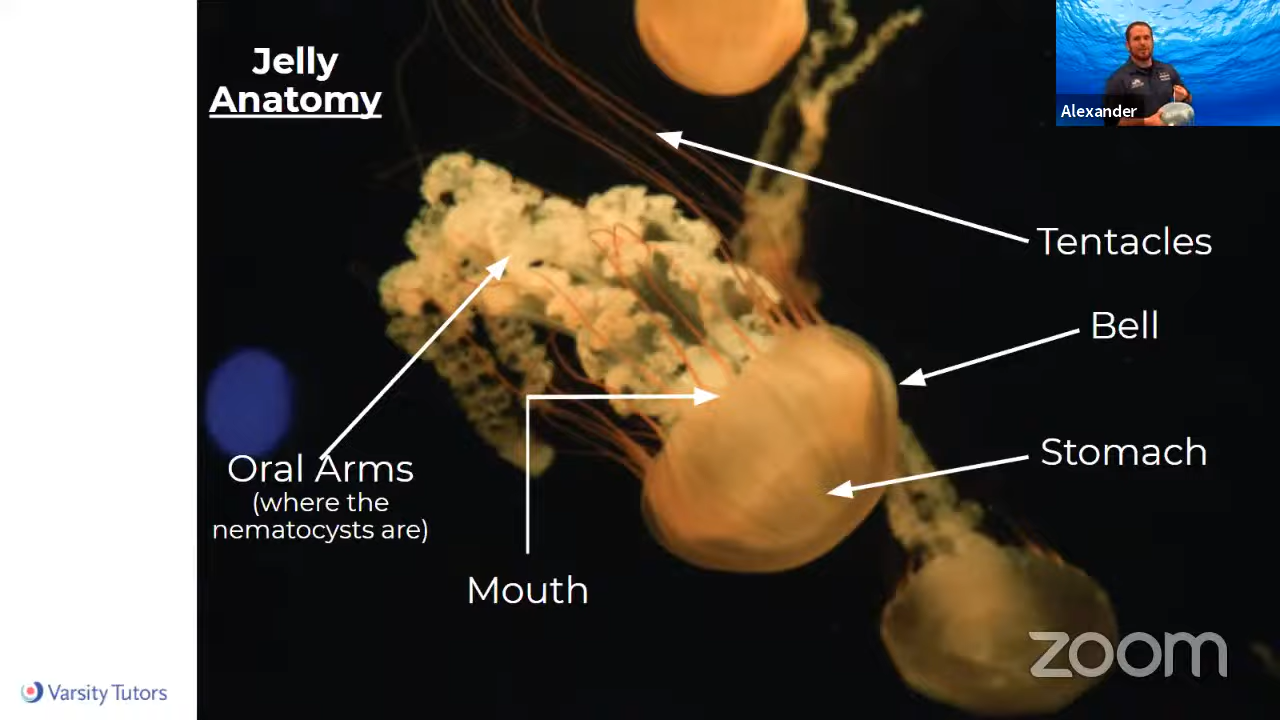 Jelly
Anatomy
Alexander
Tentacles
Bell
Stomach
Oral Arms
(where the
nematocysts are)
Mouth
zoom
Varsity Tutors